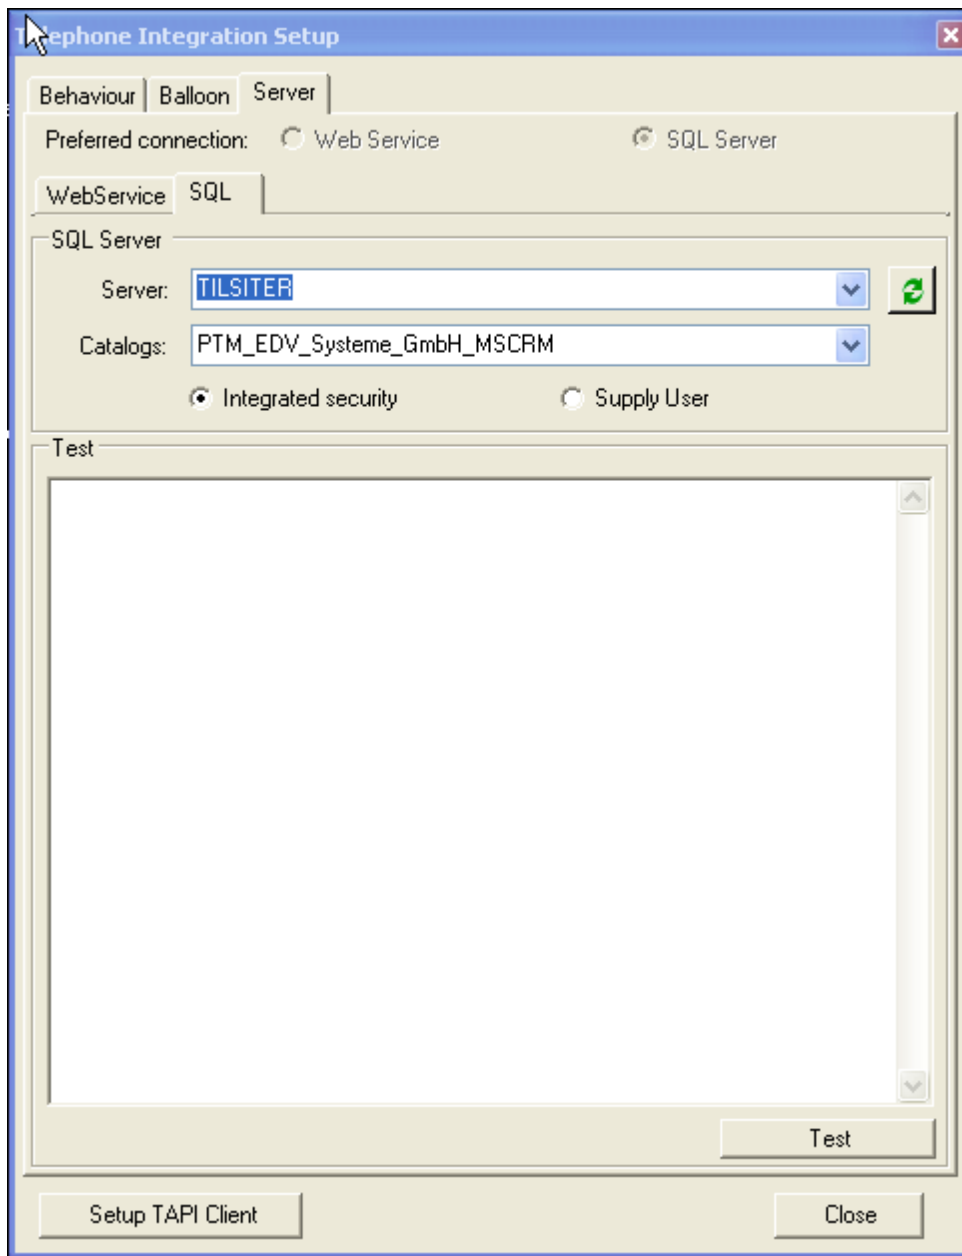 Telephone Integration Setup
Behaviour Balloon Server
Preferred connection: Web Service SQL Server
WebService SQL
SQL Server
Server: TILSITER
Catalogs: PTM_EDV_Systeme_GmbH_MSCRM
Integrated security Supply User
Test
Test
Setup TAPI Client Close